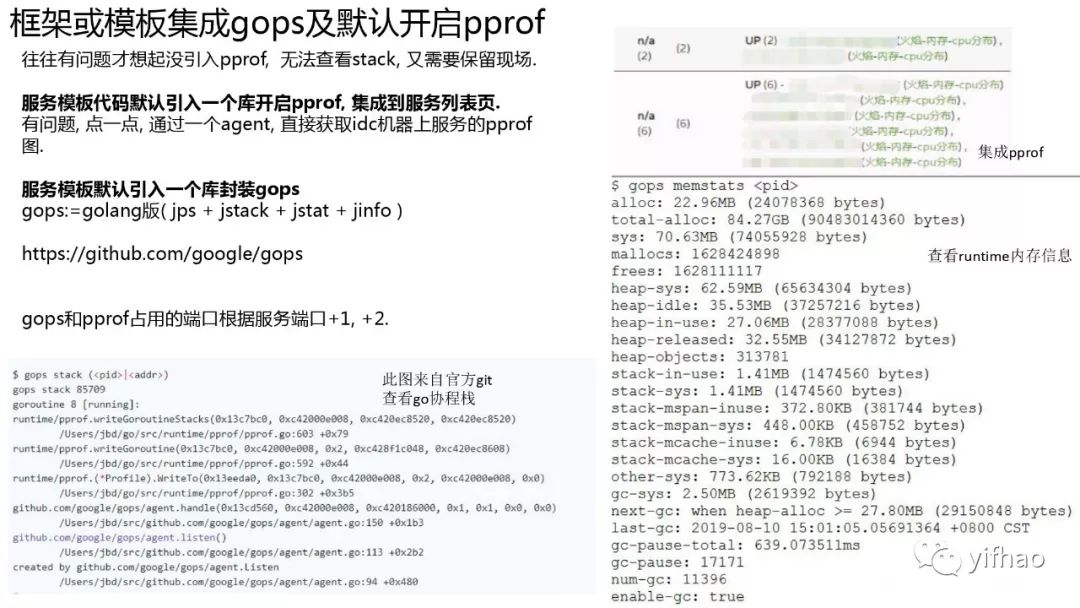 框架或模板集成gops及默认开启pprof
往往有问题才想起没引入pprof, 无法查看stack, 又需要保留现场.
服务模板代码默认引入一个库开启pprof, 集成到服务列表页.
有问题, 点一点, 通过一个agent, 直接获取idc机器上服务的pprof
图.
服务模板默认引入一个库封装gops
gops:=golang版( jps + jstack + jstat + jinfo )
https://github.com/google/gops
gops和pprof占用的端口根据服务端口+1, +2.
$ gops stack (<pid>|<addr>)
gops stack 85709
goroutine 8 [running]:
runtime/pprof.writeGoroutineStacks(0x13c7bc0, 0xc42000e008, 0xc420ec8520, 0xc420ec8520)
/Users/jbd/go/src/runtime/pprof/pprof.go:603 +0x79
runtime/pprof.writeGoroutine(0x13c7bc0, 0xc42000e008, 0x2, 0xc428f1c048, 0xc420ec8608)
/Users/jbd/go/src/runtime/pprof/pprof.go:592 +0x44
runtime/pprof.(*Profile).WriteTo(0x13eeda0, 0x13c7bc0, 0xc42000e008, 0x2, 0xc42000e008, 0x0)
/Users/jbd/go/src/runtime/pprof/pprof.go:302 +0x3b5
github.com/google/gops/agent.handle(0x13cd560, 0xc42000e008, 0xc420186000, 0x1, 0x1, 0x0, 0x0)
/Users/jbd/src/github.com/google/gops/agent/agent.go:150 +0x1b3
github.com/google/gops/agent.listen()
/Users/jbd/src/github.com/google/gops/agent/agent.go:113 +0x2b2
created by github.com/google/gops/agent.Listen
/Users/jbd/src/github.com/google/gops/agent/agent.go:94 +0x480
此图来自官方git
查看go协程栈
n/a
(2)
(2)
UP (2) (火焰-内存-cpu分布) ,
(火焰-内存-cpu分布)
n/a
(6)
(6)
UP (6) - (火焰-内存-cpu分布)
(火焰-内存-cpu分布) ,
(火焰-内存-cpu分布) ,
火焰-内存-cpu分布) ,
(火焰-内存-cpu分布) ,
(火焰-内存-cpu分布)
集成pprof
$ gops memstats <pid>
alloc: 22.96MB (24078368 bytes)
total-alloc: 84.27GB (90483014360 bytes)
sys: 70.63MB (74055928 bytes)
mallocs: 1628424898
frees: 1628111117
heap-sys: 62.59MB (65634304 bytes)
heap-idle: 35.53MB (37257216 bytes)
heap-in-use: 27.06MB (28377088 bytes)
heap-released: 32.55MB (34127872 bytes)
heap-objects: 313781
stack-in-use: 1.41MB (1474560 bytes)
stack-sys: 1.41MB (1474560 bytes)
stack-mspan-inuse: 372.80KB (381744 bytes)
stack-mspan-sys: 448.00KB (458752 bytes)
stack-mcache-inuse: 6.78KB (6944 bytes)
stack-mcache-sys: 16.00KB (16384 bytes)
other-sys: 773.62KB (792188 bytes)
gc-sys: 2.50MB (2619392 bytes)
next-gc: when heap-alloc >= 27.80MB (29150848 bytes)
last-gc: 2019-08-10 15:01:05.05691364 +0800 CST
gc-pause-total: 639.073511ms
gc-pause: 17171
num-gc: 11396
enable-gc: true
查看runtime内存信息
yifhao